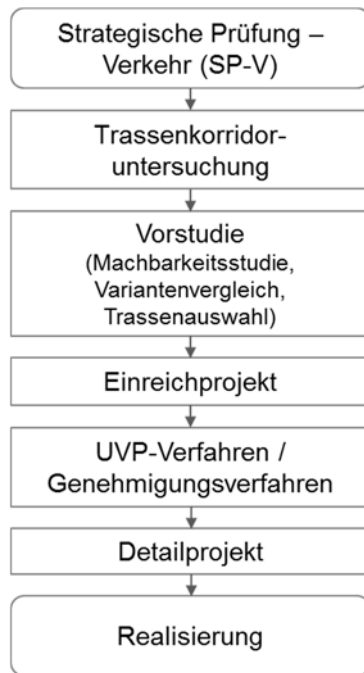 Strategische Prüfung –
Verkehr (SP-V)
Trassenkorridor-
untersuchung
Vorstudie
(Machbarkeitsstudie,
Variantenvergleich,
Trassenauswahl)
Einreichprojekt
UVP-Verfahren /
Genehmigungsverfahren
Detailprojekt
Realisierung